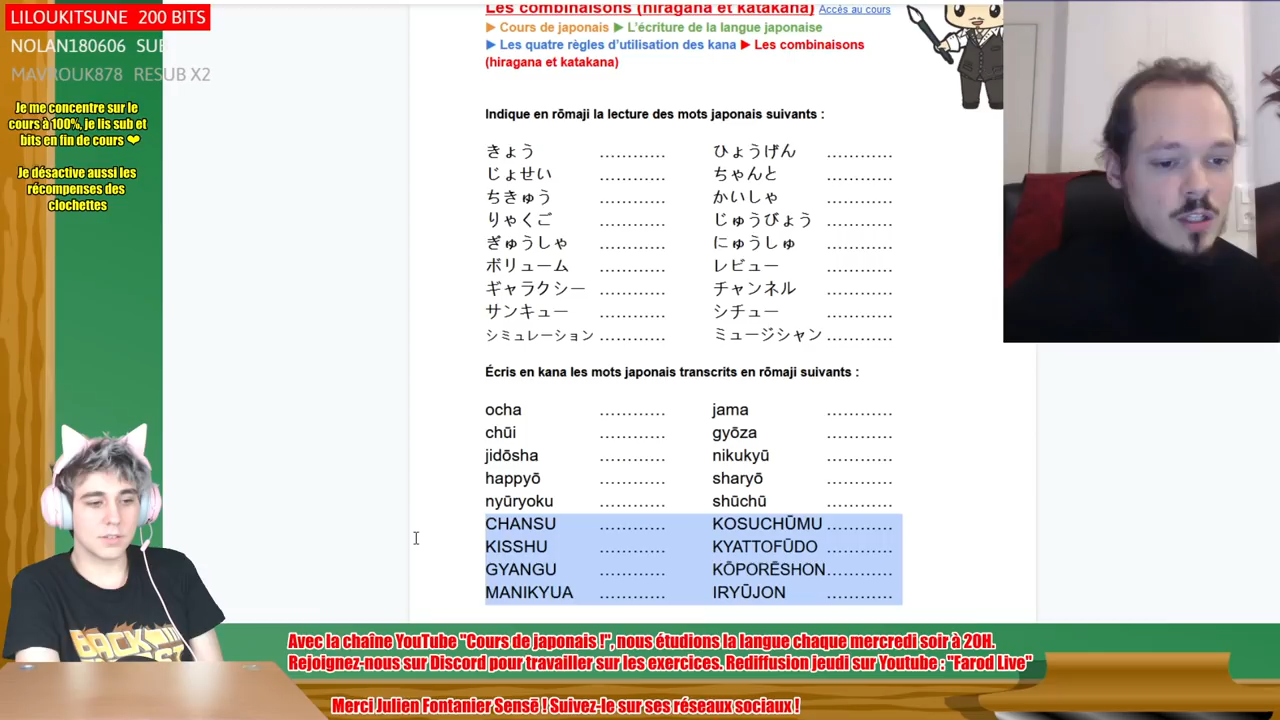 LILOUKITSUNE 200 BITS
NOLAN180606 SUB
MAVROUK878 RESUB X2
Je me concentre sur le
cours à 100%, je lis sub et
bits en fin de cours ❤
Je désactive aussi les
récompenses des
clochettes
Les combinaisons (hiragana et katakana) Accès au cours
▶ Cours de japonais ▶ L'écriture de la langue japonaise
▶ Les quatre règles d'utilisation des kana ▶ Les combinaisons
(hiragana et katakana)
Indique en rōmaji la lecture des mots japonais suivants :
きょう ………… ひょうげん …………
じょせい ………… ちゃんと …………
ちきゅう ………… かいしゃ …………
りゃくご ………… じゅうびょう …………
ぎゅうしゃ ………… にゅうしゅ …………
ボリューム ………… レビュー …………
ギャラクシー ………… チャンネル …………
サンキュー ………… シチュー …………
シミュレーション ………… ミュージシャン …………
Écris en kana les mots japonais transcrits en rōmaji suivants :
ocha ………… jama …………
chūi ………… gyōza …………
jidōsha ………… nikukyū …………
happyō ………… sharyō …………
nyūryoku ………… shūchū …………
CHANSU ………… KOSUCHŪMU …………
KISSHU ………… KYATTOFŪDO …………
GYANGU ………… KŌPORĒSHON…………
MANIKYUA ………… IRYŪJON …………
Avec la chaîne YouTube "Cours de japonais !", nous étudions la langue chaque mercredi soir à 20H.
Rejoignez-nous sur Discord pour travailler sur les exercices. Rediffusion jeudi sur Youtube : "Farod Live"
Merci Julien Fontanier Sensē ! Suivez-le sur ses réseaux sociaux !
BACK